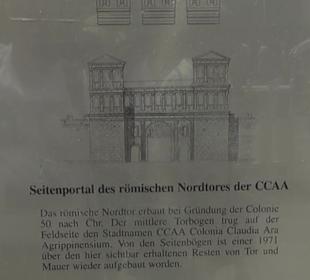 Seitenportal des römischen Nordtores der CCAA
Das römische Nordtor erbaut bei Gründung der Colonie
50 nach Chr. Der mittlere Torbogen trug auf der
Feldseite den Stadtnamen CCAA Colonia Claudia Ara
Agrippinensium. Von den Seitenbögen ist einer 1971
über den hier sichtbar erhaltenen Resten von Tor und
Mauer wieder aufgebaut worden.